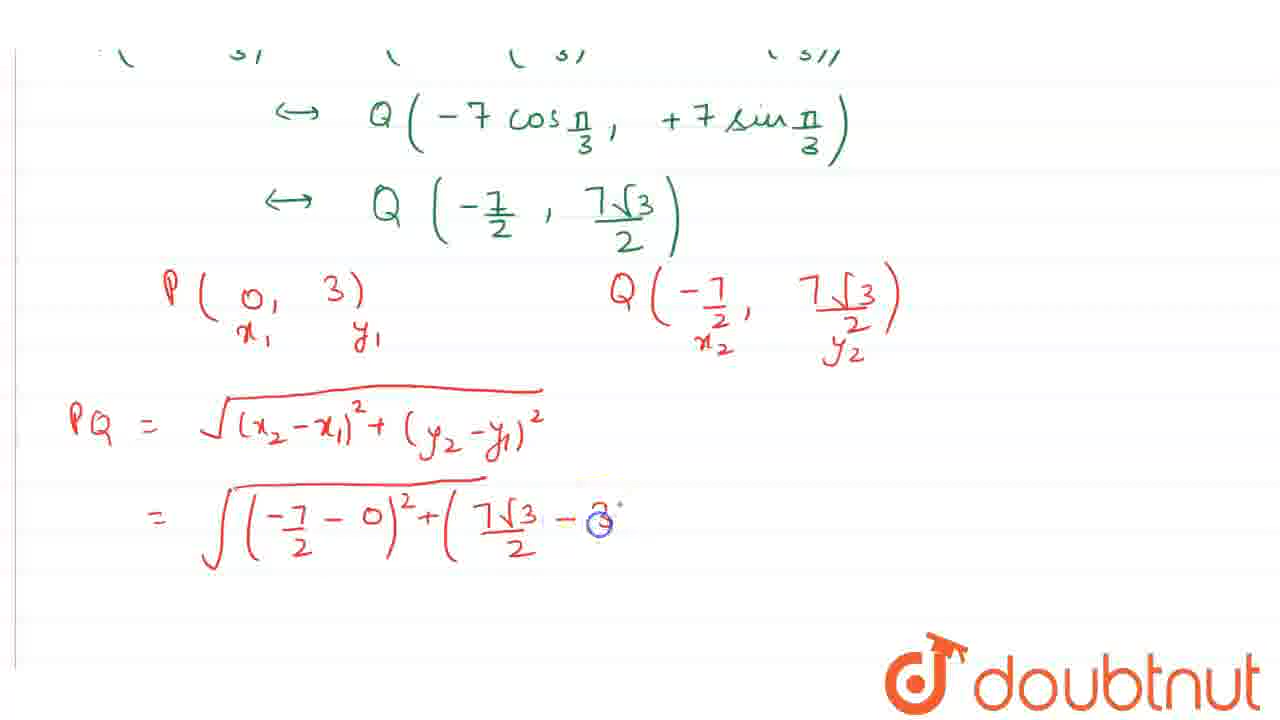 ↔ Q(-7 cos π/3, +7 sin π/3)
↔ Q(-7/2, 7√3/2)
P(0, 3) Q(-7/2, 7√3/2)
x₁ y₁ x₂ y₂
PQ = √((x₂-x₁)²+(y₂-y₁)²)
= √((-7/2 - 0)²+(7√3/2 - 3
doubtnut